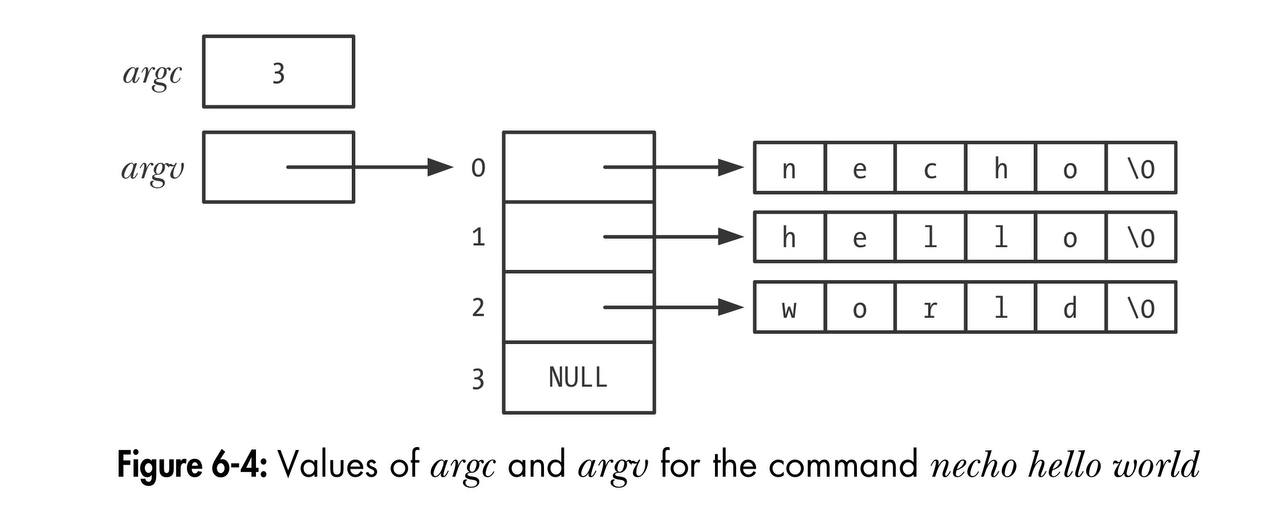 argc 3
argv 0 n e c h o \0
1 h e l l o \0
2 w o r l d \0
3 NULL
Figure 6-4: Values of argc and argv for the command necho hello world